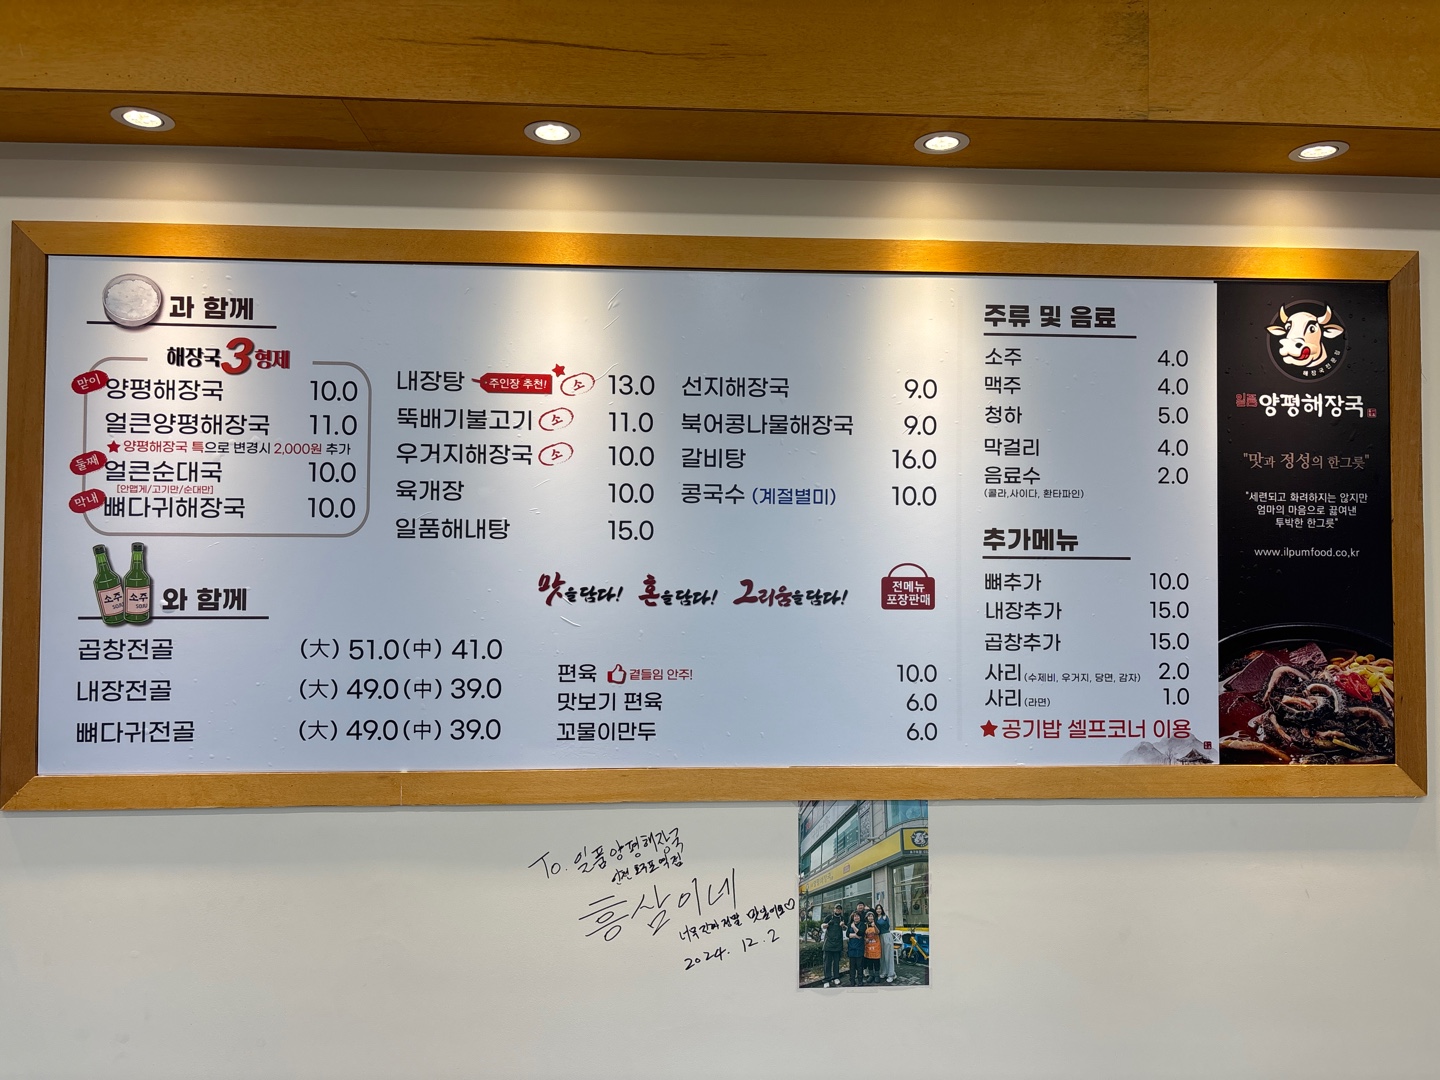 과 함께
해장국3형제
맏이 양평해장국 10.0
얼큰양평해장국 11.0
★양평해장국 특으로 변경시 2,000원 추가
둘째 얼큰순대국 10.0
[안맵게/고기만/순대만]
막내 뼈다귀해장국 10.0
내장탕 주인장 추천! 소 13.0
뚝배기불고기 소 11.0
우거지해장국 소 10.0
육개장 10.0
일품해내탕 15.0
선지해장국 9.0
북어콩나물해장국 9.0
갈비탕 16.0
콩국수 (계절별미) 10.0
소주 SOJU 소주 SOJU
와 함께
곱창전골 (大) 51.0 (中) 41.0
내장전골 (大) 49.0 (中) 39.0
뼈다귀전골 (大) 49.0 (中) 39.0
맛을담다! 혼을담다! 그리움을담다!
전메뉴
포장판매
편육 곁들임 안주! 10.0
맛보기 편육 6.0
꼬물이만두 6.0
주류 및 음료
소주 4.0
맥주 4.0
청하 5.0
막걸리 4.0
음료수 2.0
(콜라,사이다, 환타파인)
추가메뉴
뼈추가 10.0
내장추가 15.0
곱창추가 15.0
사리(수제비, 우거지, 당면, 감자) 2.0
사리(라면) 1.0
★공기밥 셀프코너 이용
해장국전문점
일품 양평해장국
"맛과 정성의 한그릇"
"세련되고 화려하지는 않지만
엄마의 마음으로 끓여낸
투박한 한그릇"
www.ilpumfood.co.kr
To. 일품양평해장국
흥삼이네
2024. 12. 2